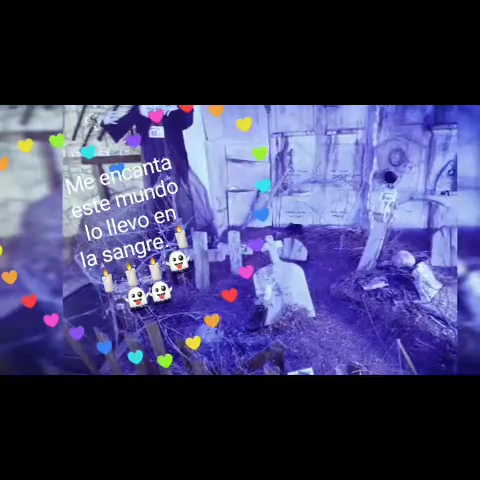 Me encanta
este mundo
lo llevo en
la sangre.🕯️
🕯️🕯️🕯️👻
👻👻